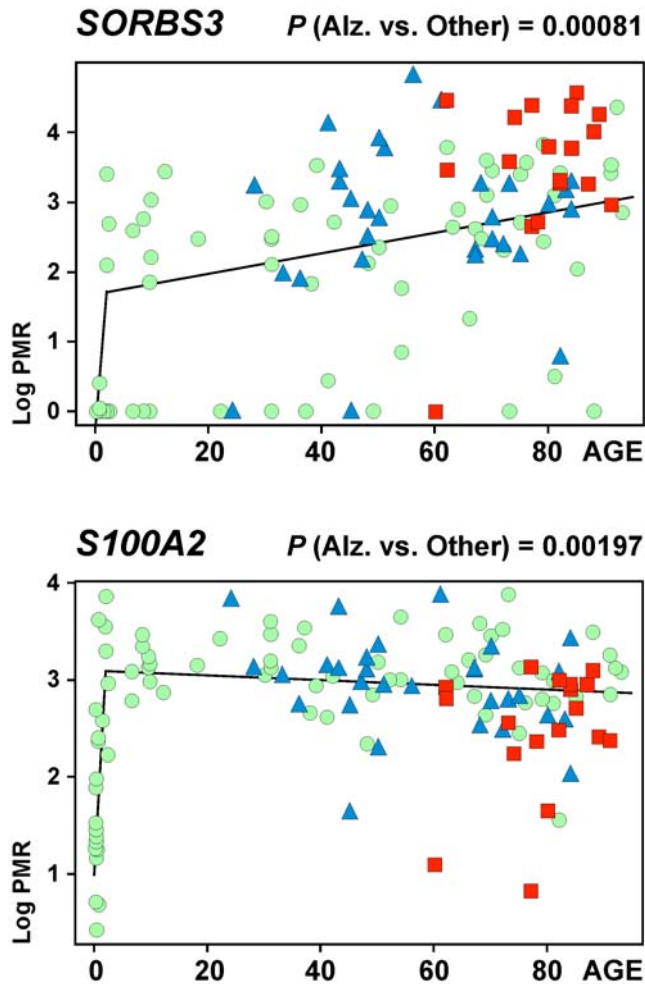 SORBS3 P (Alz. vs. Other) = 0.00081
4
3
2
1
0
Log PMR
0 20 40 60 80 AGE
S100A2 P (Alz. vs. Other) = 0.00197
4
3
2
1
Log PMR
0 20 40 60 80 AGE